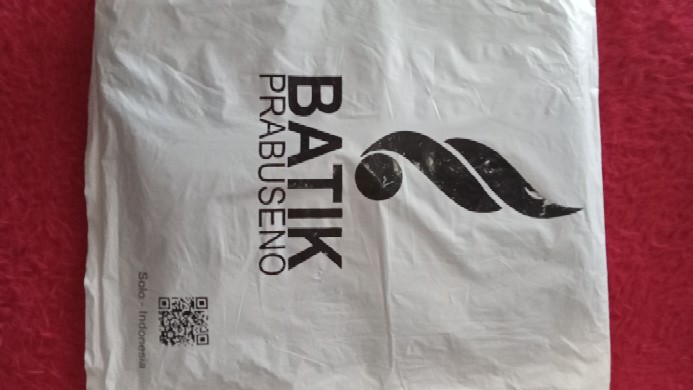 BATIK
PRABUSENO
Solo - Indonesia